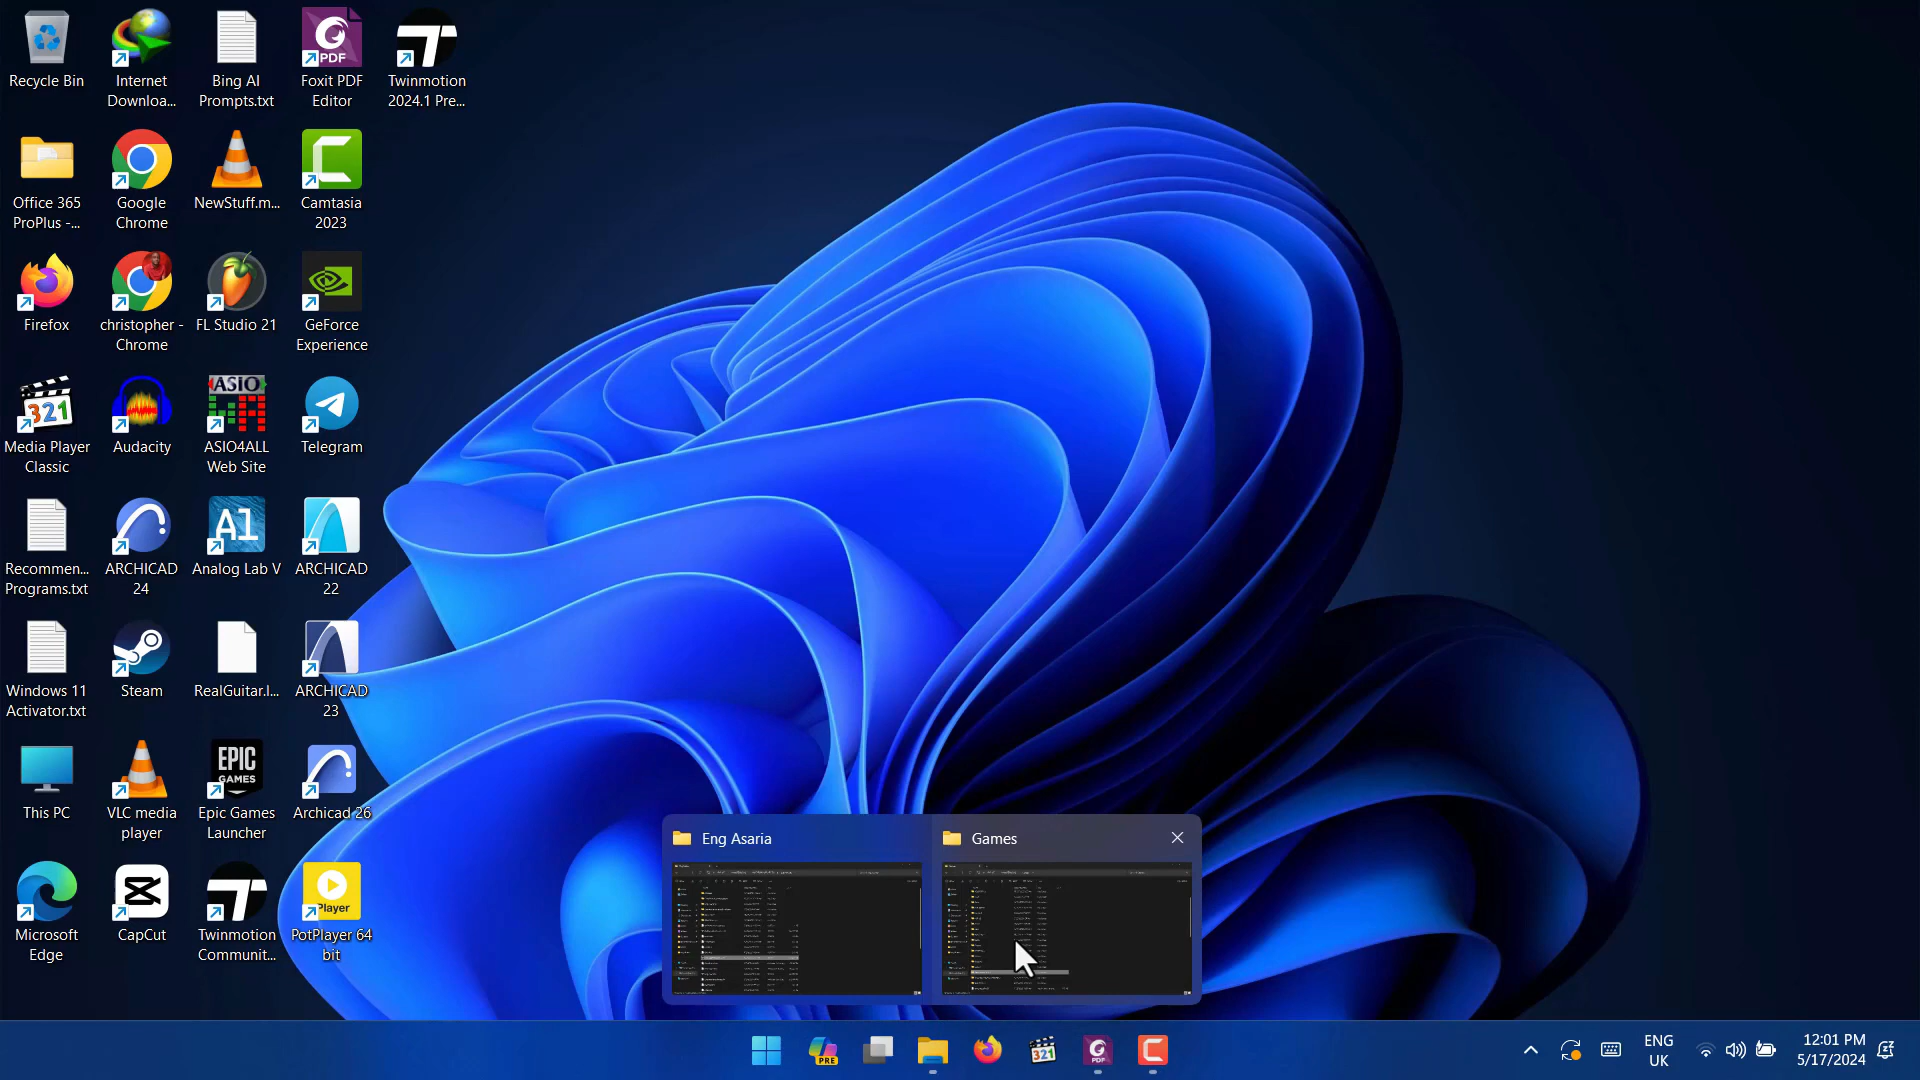 Recycle Bin
Internet
Downloa...
Bing AI
Prompts.txt
PDF
Foxit PDF
Editor
Twinmotion
2024.1 Pre...
Office 365
ProPlus -...
Google
Chrome
NewStuff.m...
Camtasia
2023
Firefox
christopher -
Chrome
FL Studio 21
GeForce
Experience
321
Media Player
Classic
Audacity
ASIO
ASIO4ALL
Web Site
Telegram
Recommen...
Programs.txt
ARCHICAD
24
Analog Lab V
ARCHICAD
22
Windows 11
Activator.txt
Steam
RealGuitar.l...
ARCHICAD
23
This PC
VLC media
player
EPIC
GAMES
Epic Games
Launcher
Archicad 26
Microsoft
Edge
CapCut
Twinmotion
Communit...
Player
PotPlayer 64
bit
Eng Asaria
Games
PRE
321
PDF
ENG
UK
12:01 PM
5/17/2024